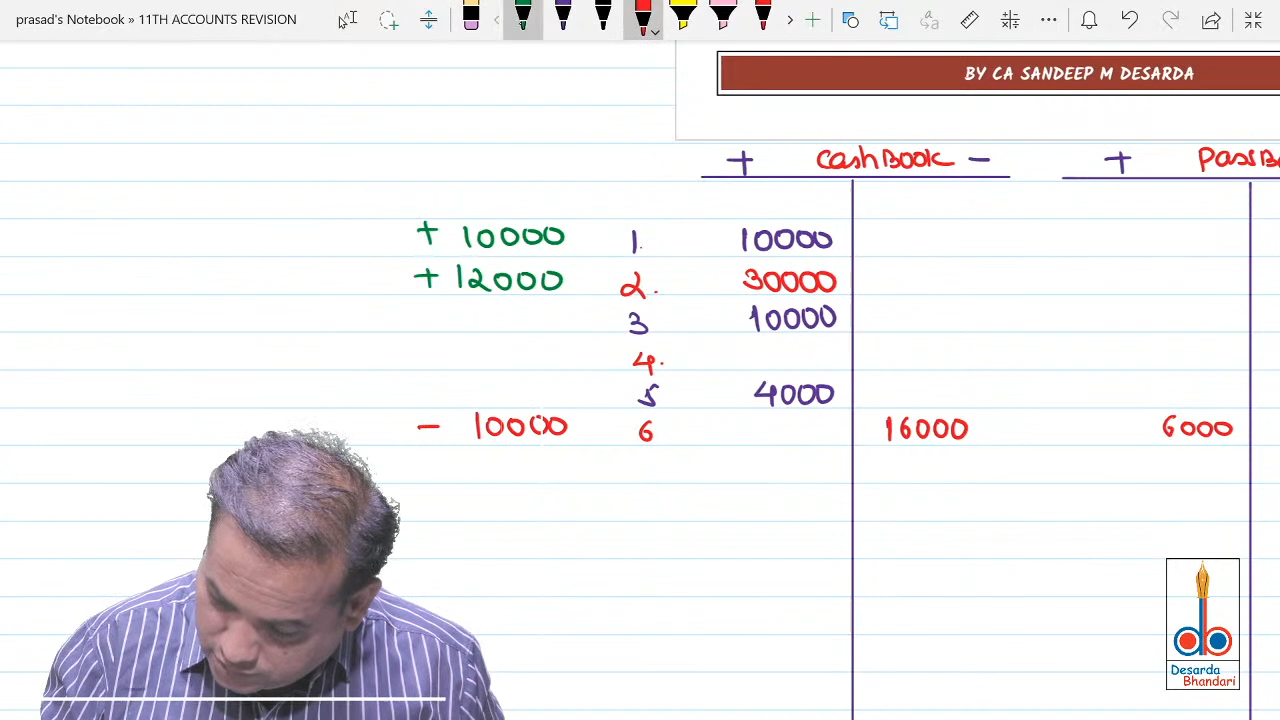 prasad's Notebook » 11TH ACCOUNTS REVISION
BY CA SANDEEP M DESARDA
+ CashBook - + PassB
+ 10000 1. 10000
+ 12000 2. 30000
3 10000
4.
5 4000
- 10000 6 16000 6000
Desarda
Bhandari